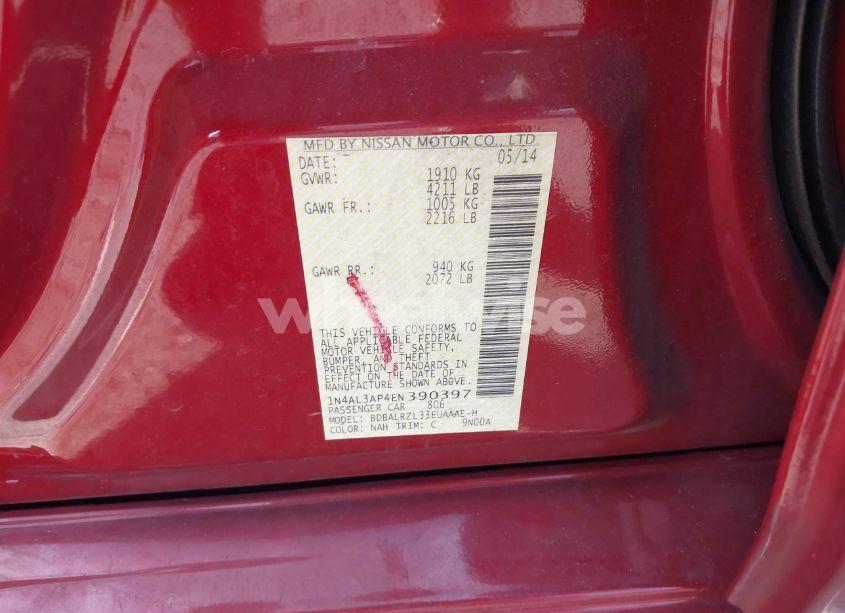 MFD BY NISSAN MOTOR CO., LTD
DATE: 05/14
GVWR: 1910 KG
4211 LB
GAWR FR.: 1005 KG
2216 LB
GAWR RR.: 940 KG
2072 LB
wheelwise
THIS VEHICLE CONFORMS TO
ALL APPLICABLE FEDERAL
MOTOR VEHICLE SAFETY,
BUMPER, AND THEFT
PREVENTION STANDARDS IN
EFFECT ON THE DATE OF
MANUFACTURE SHOWN ABOVE.
1N4AL3AP4EN390397
PASSENGER CAR 806
MODEL: BDBALRZL33EUAAAE-H
COLOR: NAH TRIM: C 9N00A